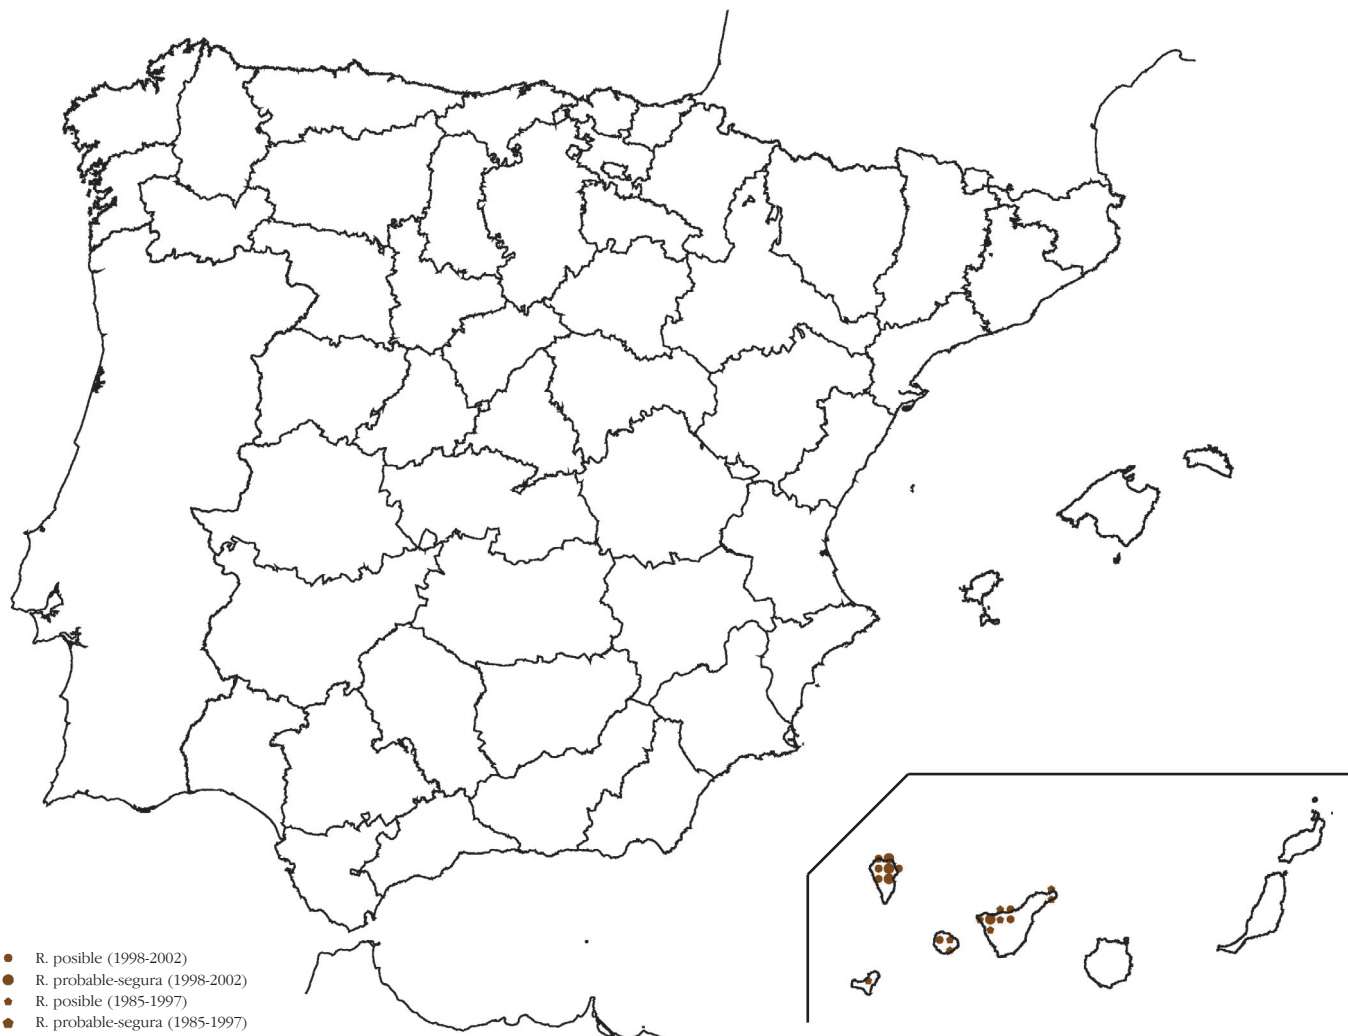 R. posible (1998-2002)
R. probable-segura (1998-2002)
R. posible (1985-1997)
R. probable-segura (1985-1997)